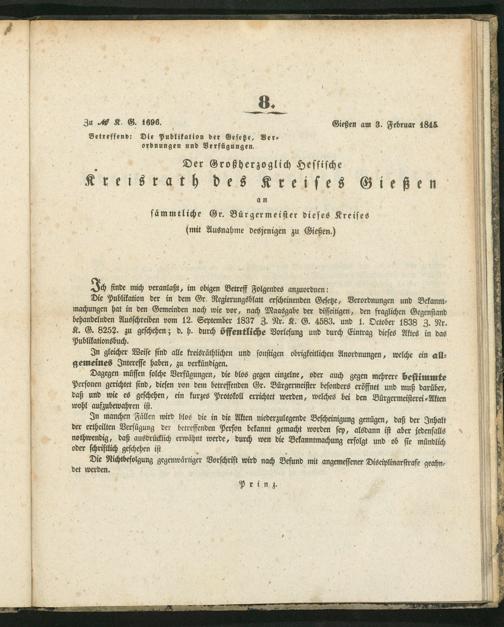 8.
Zu № K. G. 1696.
Gießen am 3. Februar 1845
Betreffend: Die Publikation der Gesetze, Ver-
ordnungen und Verfügungen.
Der Großherzoglich Hessische
Kreisrath des Kreises Gießen
an
sämmtliche Gr. Bürgermeister dieses Kreises
(mit Ausnahme desjenigen zu Gießen.)
Ich finde mich veranlaßt, im obigen Betreff Folgendes anzuordnen:
Die Publikation der in dem Gr. Regierungsblatt erscheinenden Gesetze, Verordnungen und Bekannt-
machungen hat in den Gemeinden nach wie vor, nach Maasgabe der disseitigen, den fraglichen Gegenstand
behandelnden Ausschreiben vom 12. September 1837 J. Nr. K. G. 4583. und 1. October 1838 J. Nr.
K. G. 8252. zu geschehen; d. h. durch öffentliche Vorlesung und durch Eintrag dieses Aktes in das
Publikationsbuch.
In gleicher Weise sind alle kreisräthlichen und sonstigen obrigkeitlichen Anordnungen, welche ein all-
gemeines Interesse haben, zu verkündigen.
Dagegen müssen solche Verfügungen, die blos gegen einzelne, oder auch gegen mehrere bestimmte
Personen gerichtet sind, diesen von dem betreffenden Gr. Bürgermeister besonders eröffnet und muß darüber,
daß und wie es geschehen, ein kurzes Protokoll errichtet werden, welches bei den Bürgermeisterei-Akten
wohl aufzubewahren ist.
In manchen Fällen wird blos die in die Akten niederzulegende Bescheinigung genügen, daß der Inhalt
der ertheilten Verfügung der betreffenden Person bekannt gemacht worden sey, alsdann ist aber jedenfalls
nothwendig, daß ausdrücklich erwähnt werde, durch wen die Bekanntmachung erfolgt und ob sie mündlich
oder schriftlich geschehen ist
Die Nichtbefolgung gegenwärtiger Vorschrift wird nach Befund mit angemessener Disciplinarstrafe geahn-
det werden.
Prinz.